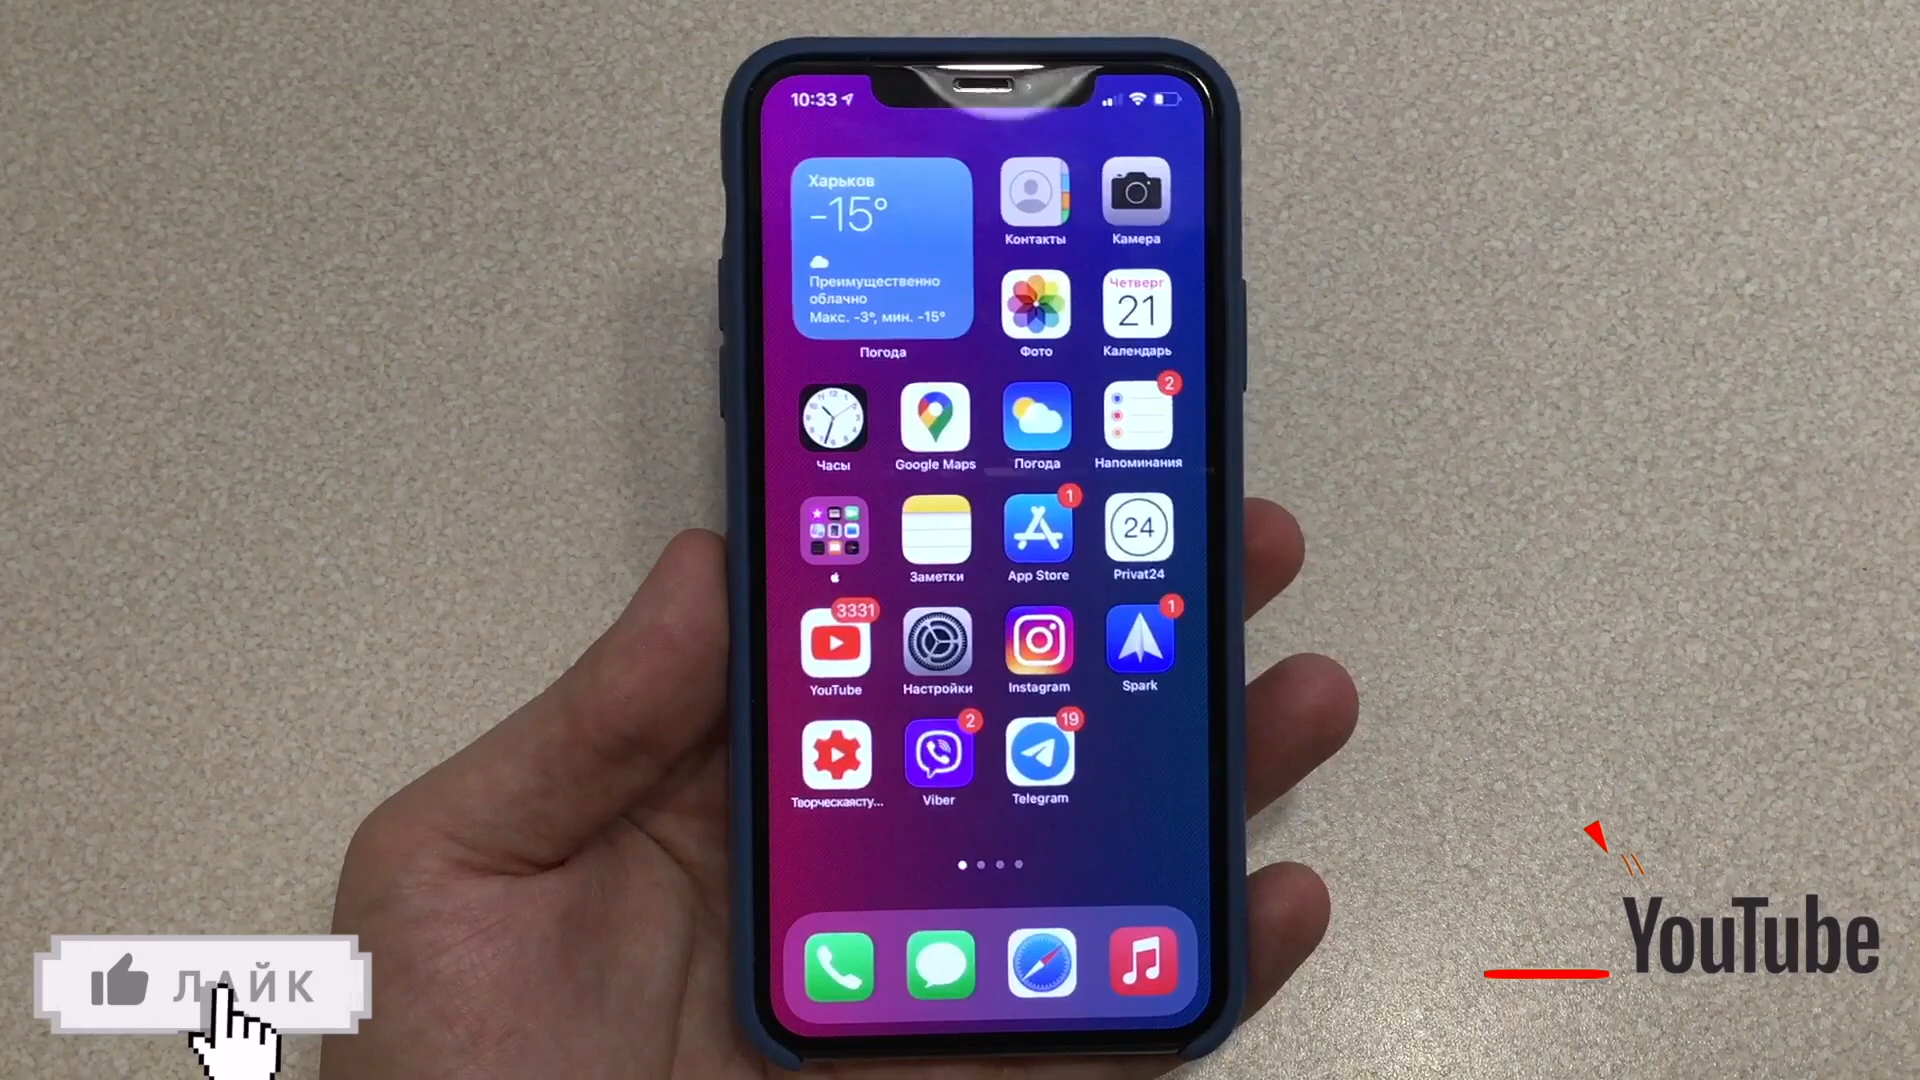 10:33
Харьков
-15°
Преимущественно
облачно
Макс. -3°, мин. -15°
Погода
Контакты
Камера
Фото
Четверг
21
Календарь
Часы
Google Maps
Погода
2
Напоминания
Заметки
1
App Store
24
Privat24
3331
YouTube
Настройки
Instagram
1
Spark
Творческаясту...
2
Viber
19
Telegram
ЛАЙК
YouTube